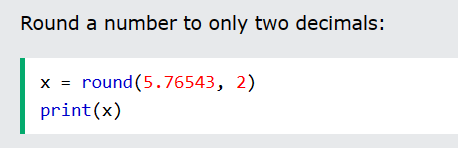 Round a number to only two decimals:
x = round(5.76543, 2)
print(x)